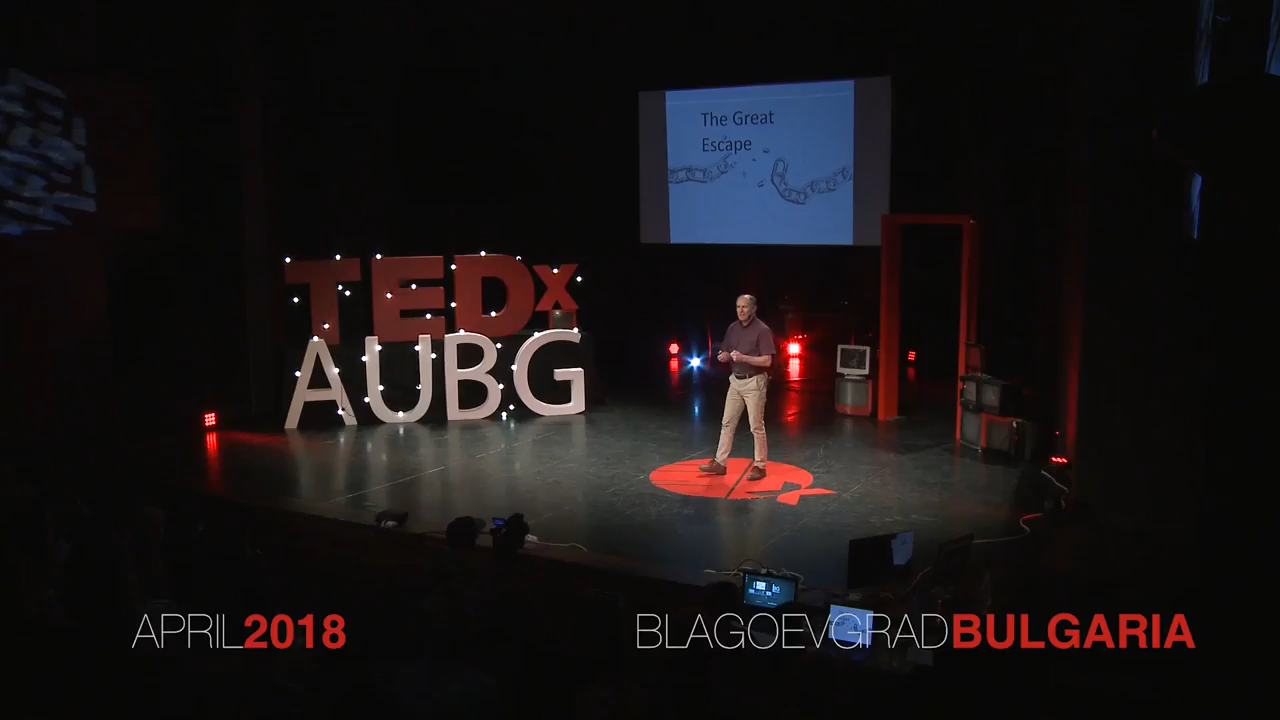 The Great
Escape
TEDx
AUBG
APRIL2018
BLAGOEVGRADBULGARIA